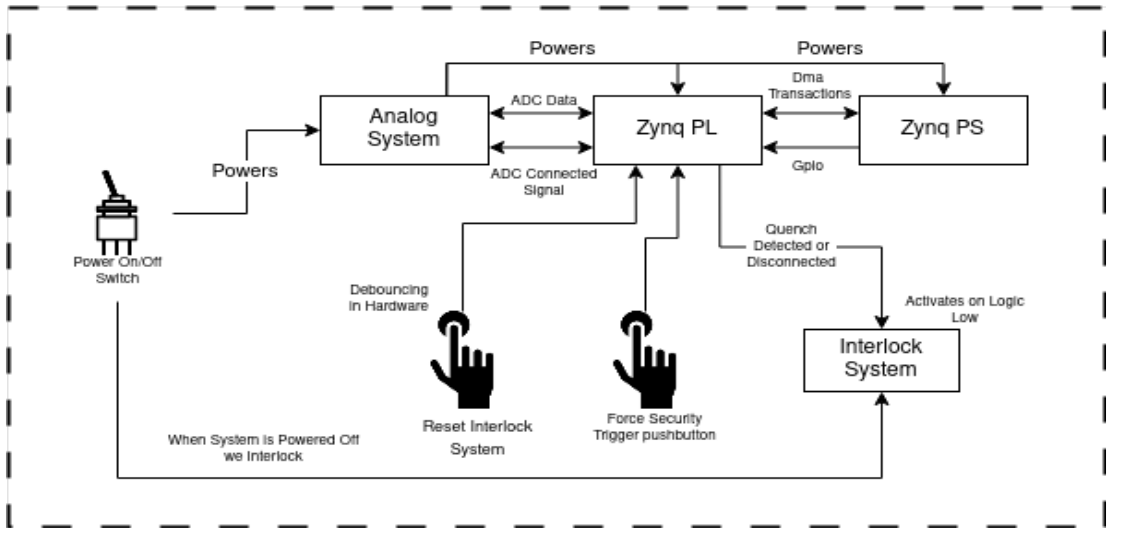 Powers
Powers
Analog
System
ADC Data
Zynq PL
Dma
Transactions
Zynq PS
ADC Connected
Signal
Gpio
Powers
Power On/Off
Switch
Quench
Detected or
Disconnected
Debouncing
in Hardware
Activates on Logic
Low
Interlock
System
Reset Interlock
System
Force Security
Trigger pushbutton
When System is Powered Off
we Interlock